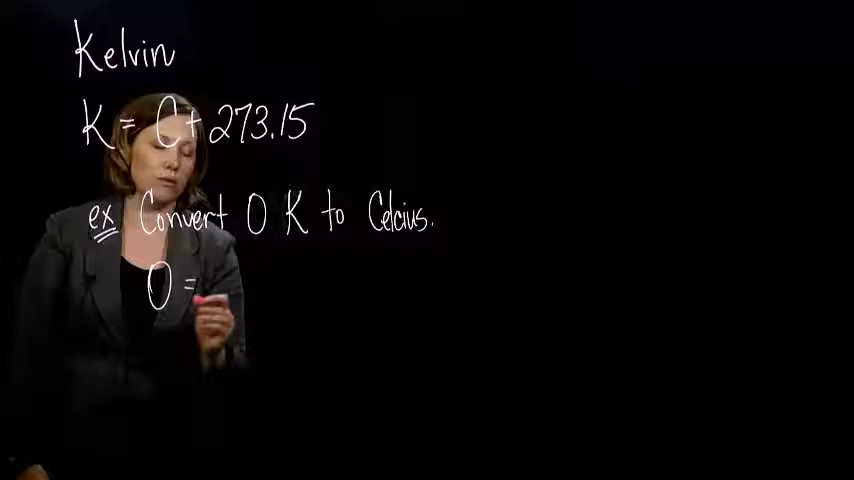 Kelvin
K = C + 273.15
ex Convert 0 K to Celcius.
0 =